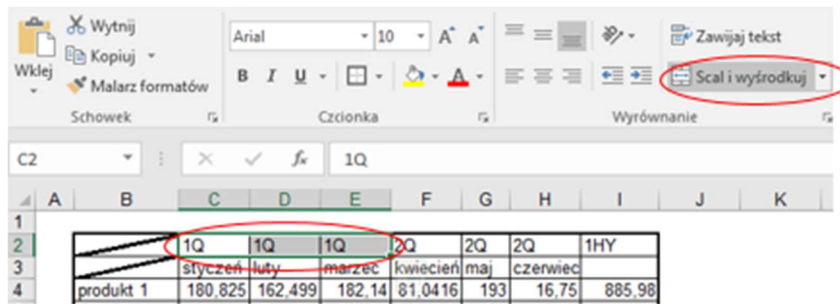 Wytnij
Kopiuj
Wklej
Malarz formatów
Schowek
Arial
10
A A
B I U A
Czcionka
Zawijaj tekst
Scal i wyśrodkuj
Wyrównanie
C2 fx 1Q
A B C D E F G H I J K
1
2 1Q 1Q 1Q 2Q 2Q 2Q 1HY
3 styczeń luty marzec kwiecień maj czerwiec
4 produkt 1 180,825 162,499 182,14 81,0416 193 16,75 885,98